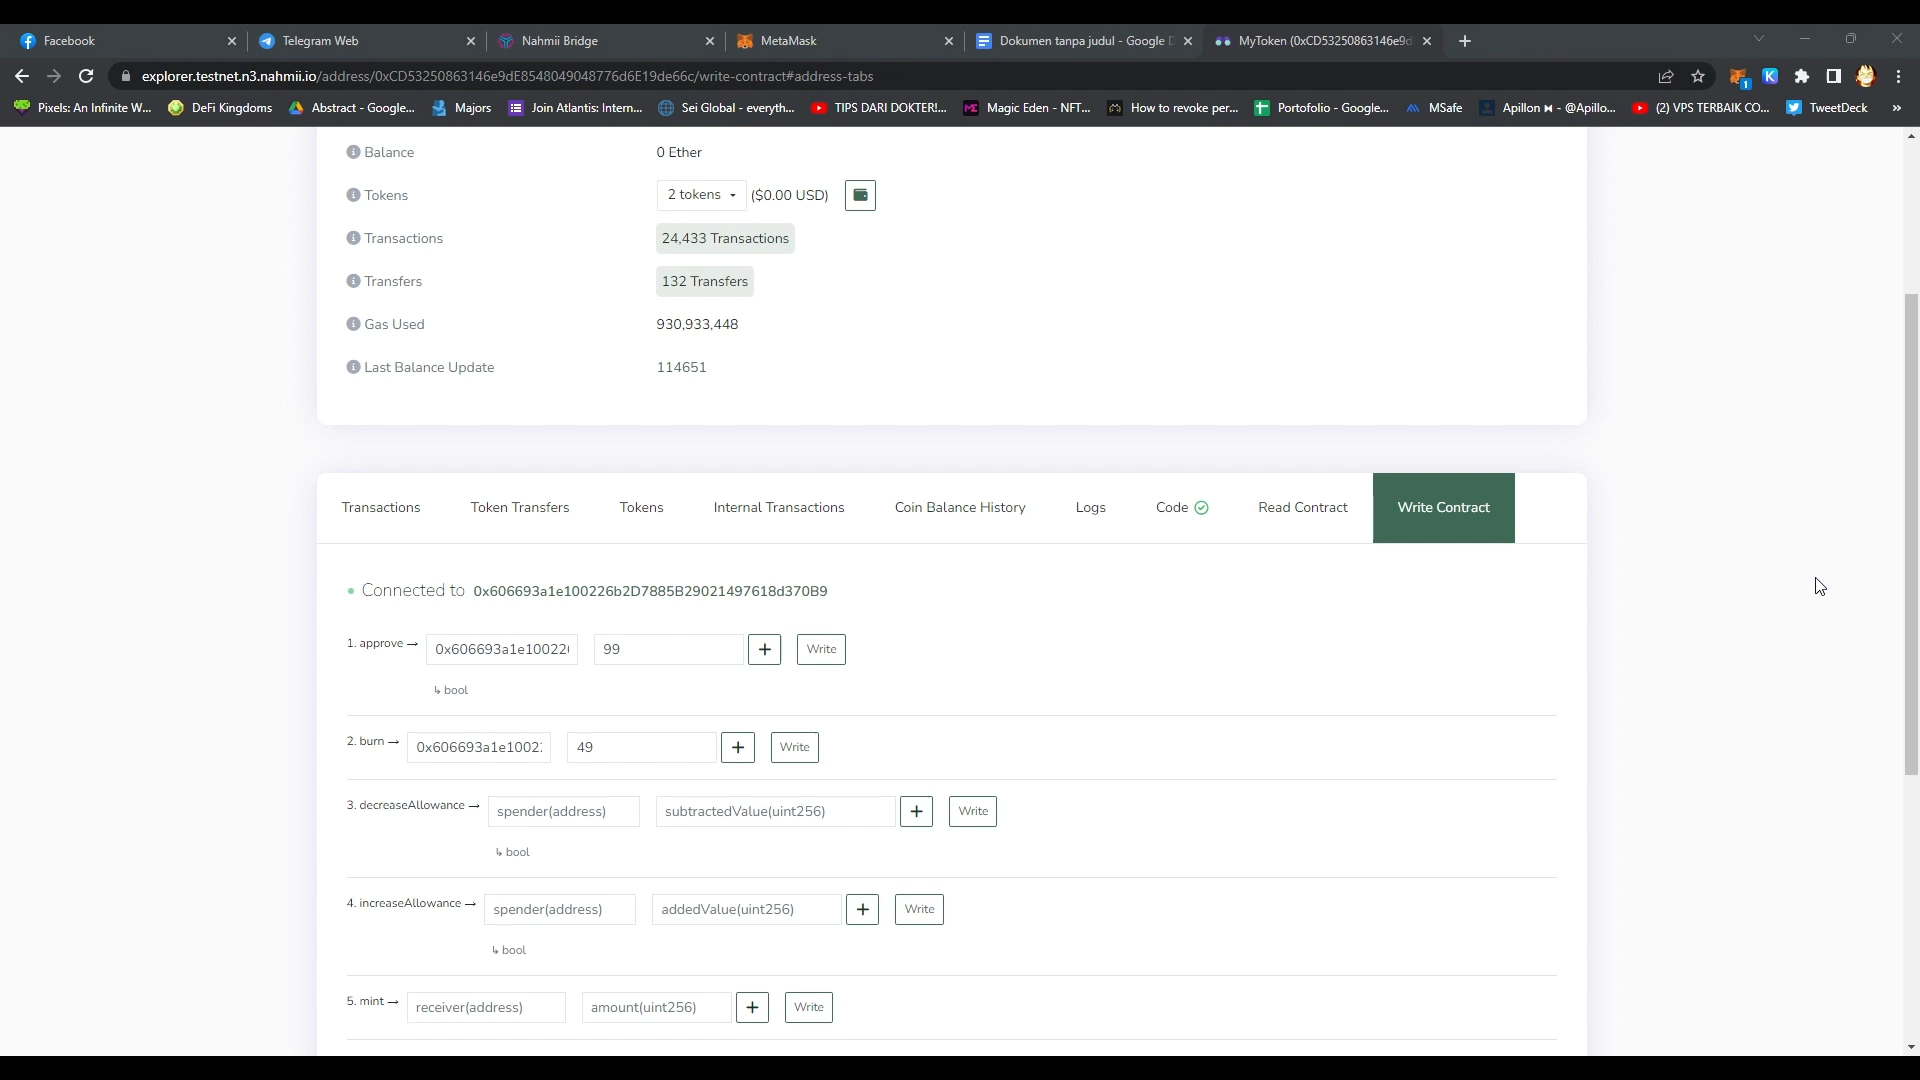 Facebook
Telegram Web
Nahmii Bridge
MetaMask
Dokumen tanpa judul - Google D
MyToken (0xCD53250863146e9d
explorer.testnet.n3.nahmii.io/address/0xCD53250863146e9dE8548049048776d6E19de66c/write-contract#address-tabs
1
Pixels: An Infinite W...
DeFi Kingdoms
Abstract - Google...
Majors
Join Atlantis: Intern...
Sei Global - everyth...
TIPS DARI DOKTER!...
Magic Eden - NFT...
How to revoke per...
Portofolio - Google...
MSafe
Apillon ⧓ - @Apillo...
(2) VPS TERBAIK CO...
TweetDeck
»
Balance 0 Ether
Tokens 2 tokens ($0.00 USD)
Transactions 24,433 Transactions
Transfers 132 Transfers
Gas Used 930,933,448
Last Balance Update 114651
Transactions Token Transfers Tokens Internal Transactions Coin Balance History Logs Code Read Contract Write Contract
Connected to 0x606693a1e100226b2D7885B29021497618d370B9
1. approve → 0x606693a1e10022 99 + Write
↳ bool
2. burn → 0x606693a1e1002 49 + Write
3. decreaseAllowance → spender(address) subtractedValue(uint256) + Write
↳ bool
4. increaseAllowance → spender(address) addedValue(uint256) + Write
↳ bool
5. mint → receiver(address) amount(uint256) + Write